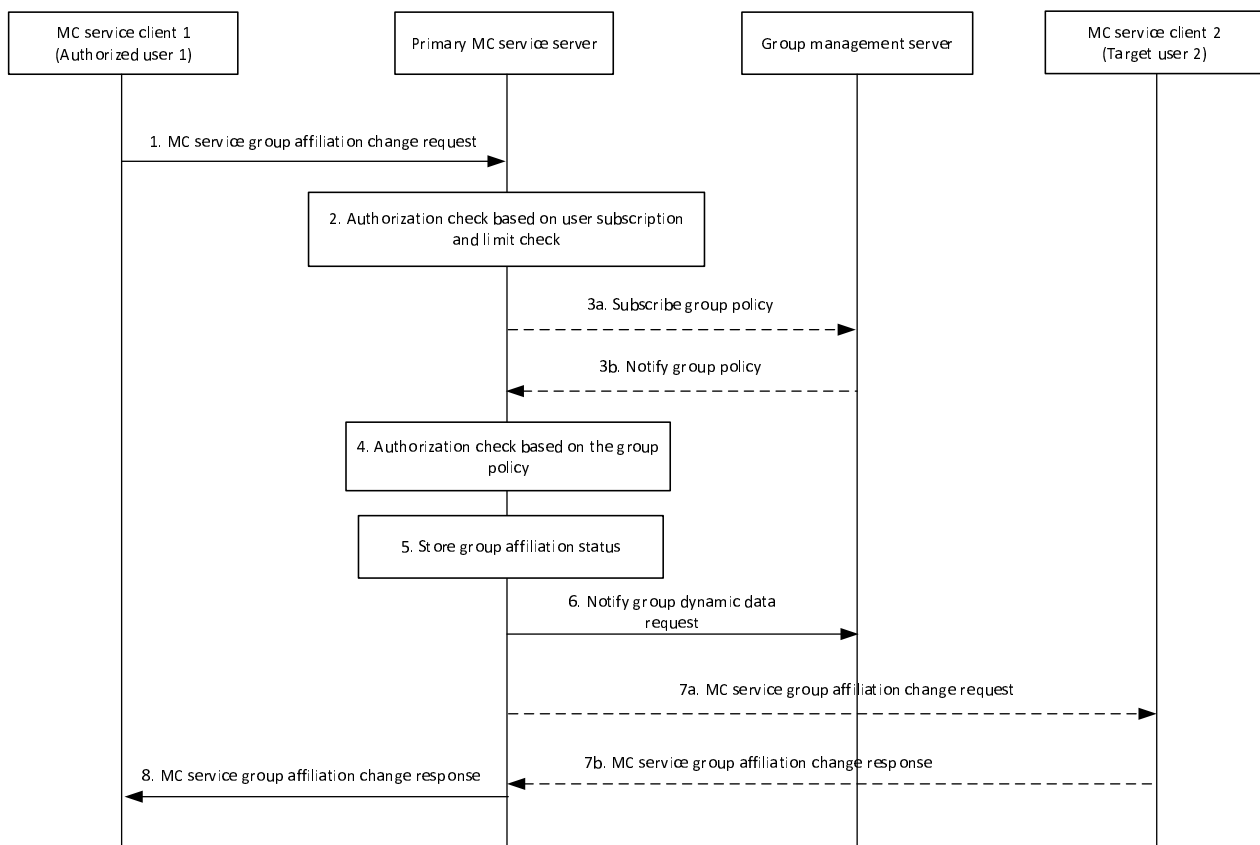 MC service client 1
(Authorized user 1)
Primary MC service server
Group management server
MC service client 2
(Target user 2)
1. MC service group affiliation change request
2. Authorization check based on user subscription
and limit check
3a. Subscribe group policy
3b. Notify group policy
4. Authorization check based on the group
policy
5. Store group affiliation status
6. Notify group dynamic data
request
7a. MC service group affiliation change request
7b. MC service group affiliation change response
8. MC service group affiliation change response